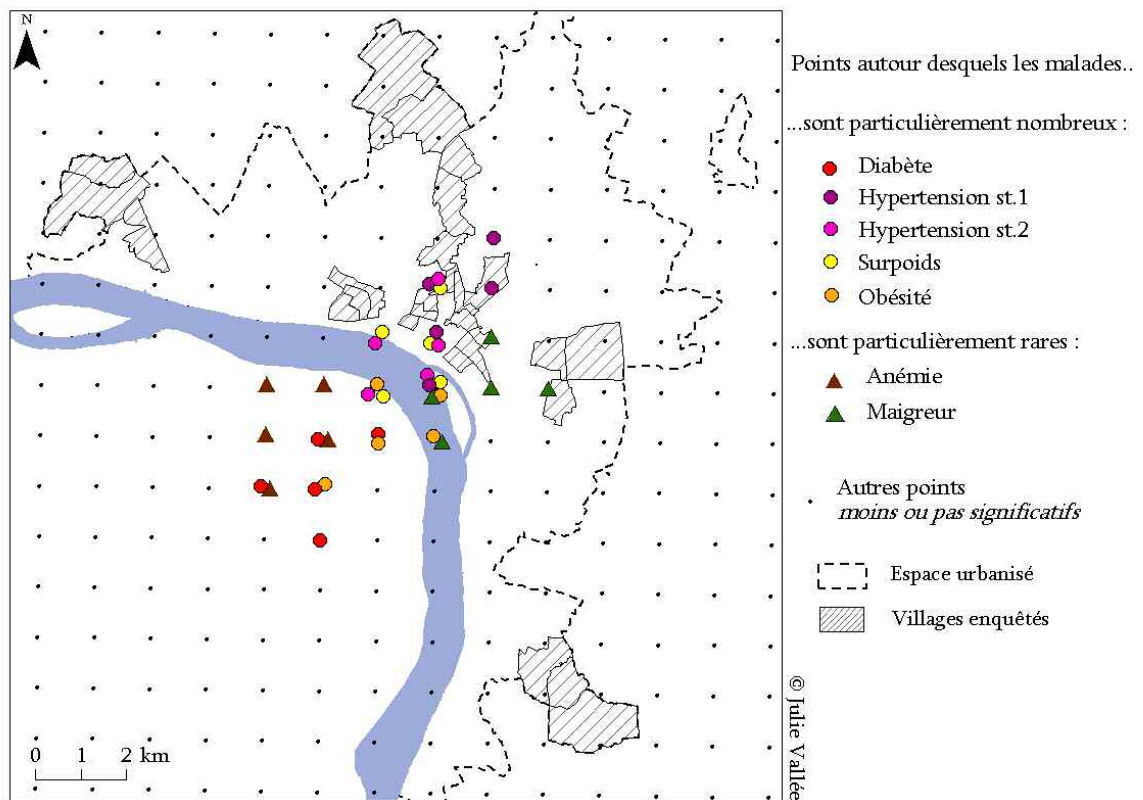 N
Points autour desquels les malades..
...sont particulièrement nombreux :
Diabète
Hypertension st.1
Hypertension st.2
Surpoids
Obésité
...sont particulièrement rares :
Anémie
Maigreur
Autres points
moins ou pas significatifs
Espace urbanisé
Villages enquêtés
© Julie Vallée
0 1 2 km